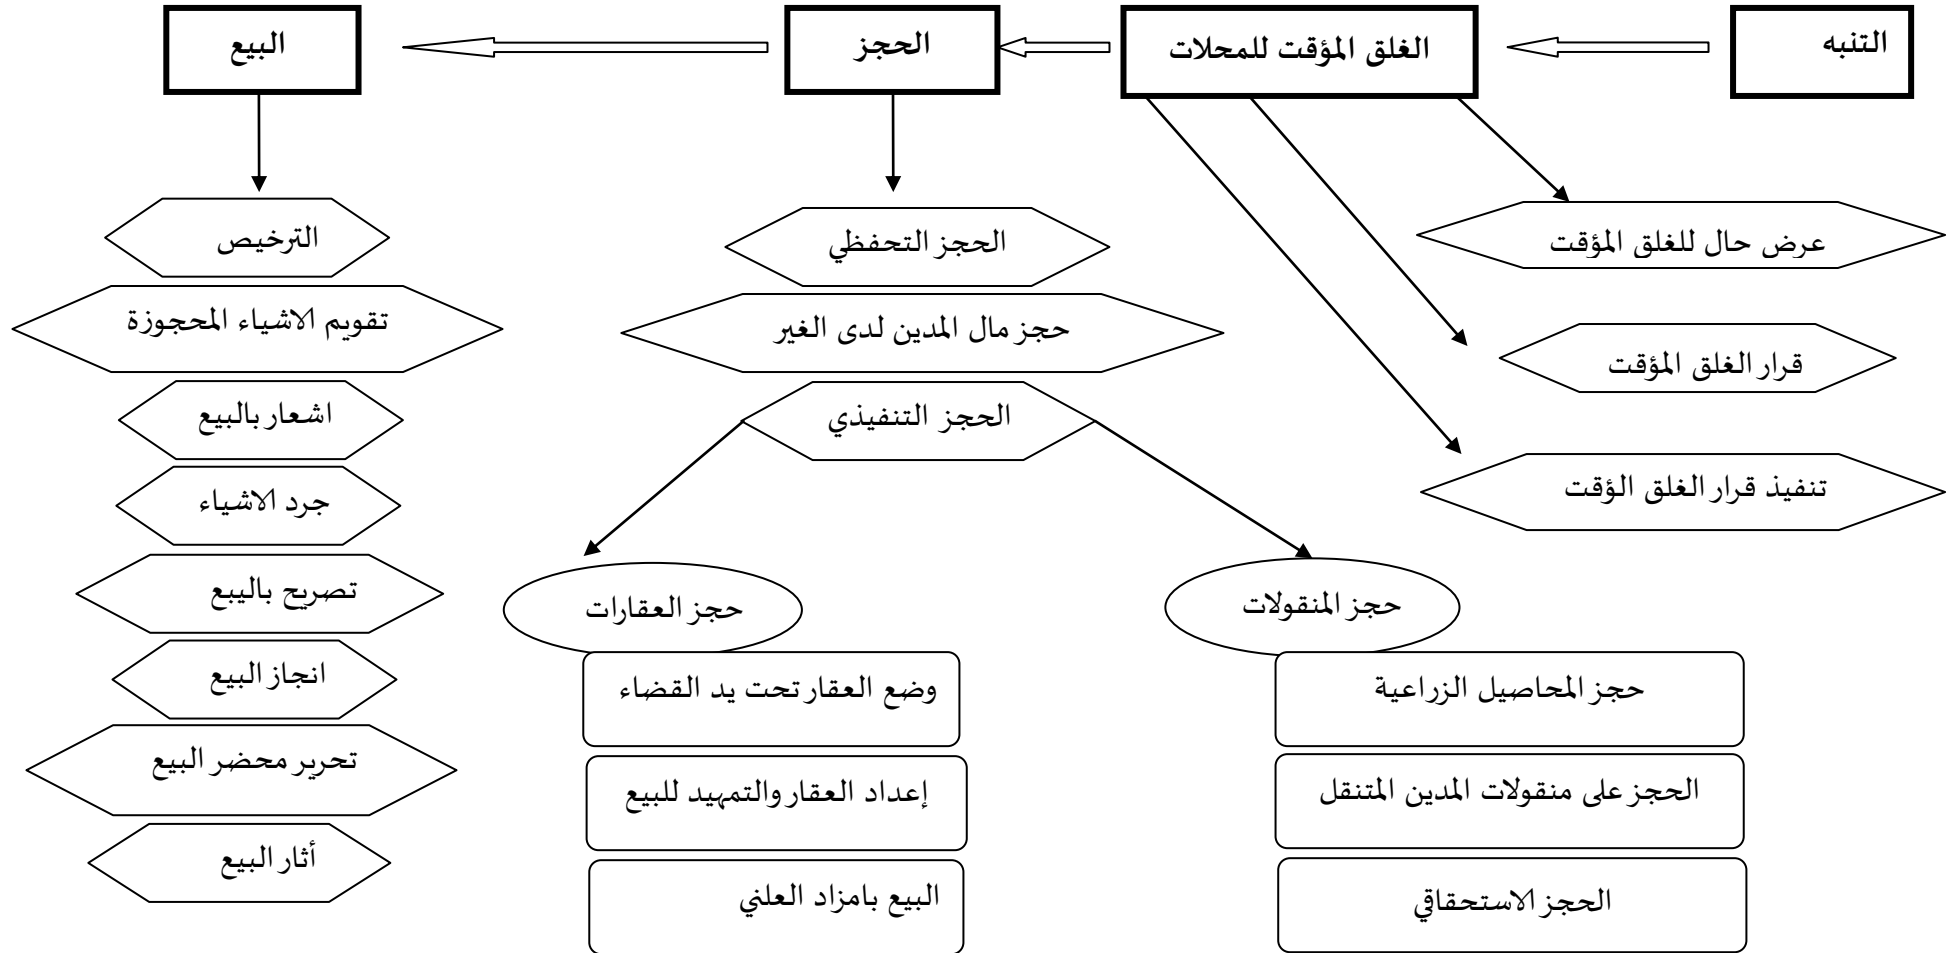 التنبه
الغلق المؤقت للمحلات
الحجز
البيع
عرض حال للغلق المؤقت
قرار الغلق المؤقت
تنفيذ قرار الغلق الؤقت
الحجز التحفظي
حجز مال المدين لدى الغير
الحجز التنفيذي
حجز المنقولات
حجز المحاصيل الزراعية
الحجز على منقولات المدين المتنقل
الحجز الاستحقاقي
حجز العقارات
وضع العقار تحت يد القضاء
إعداد العقار والتمهيد للبيع
البيع بامزاد العلني
الترخيص
تقويم الاشياء المحجوزة
اشعار بالبيع
جرد الاشياء
تصريح باليبع
انجاز البيع
تحرير محضر البيع
أثار البيع